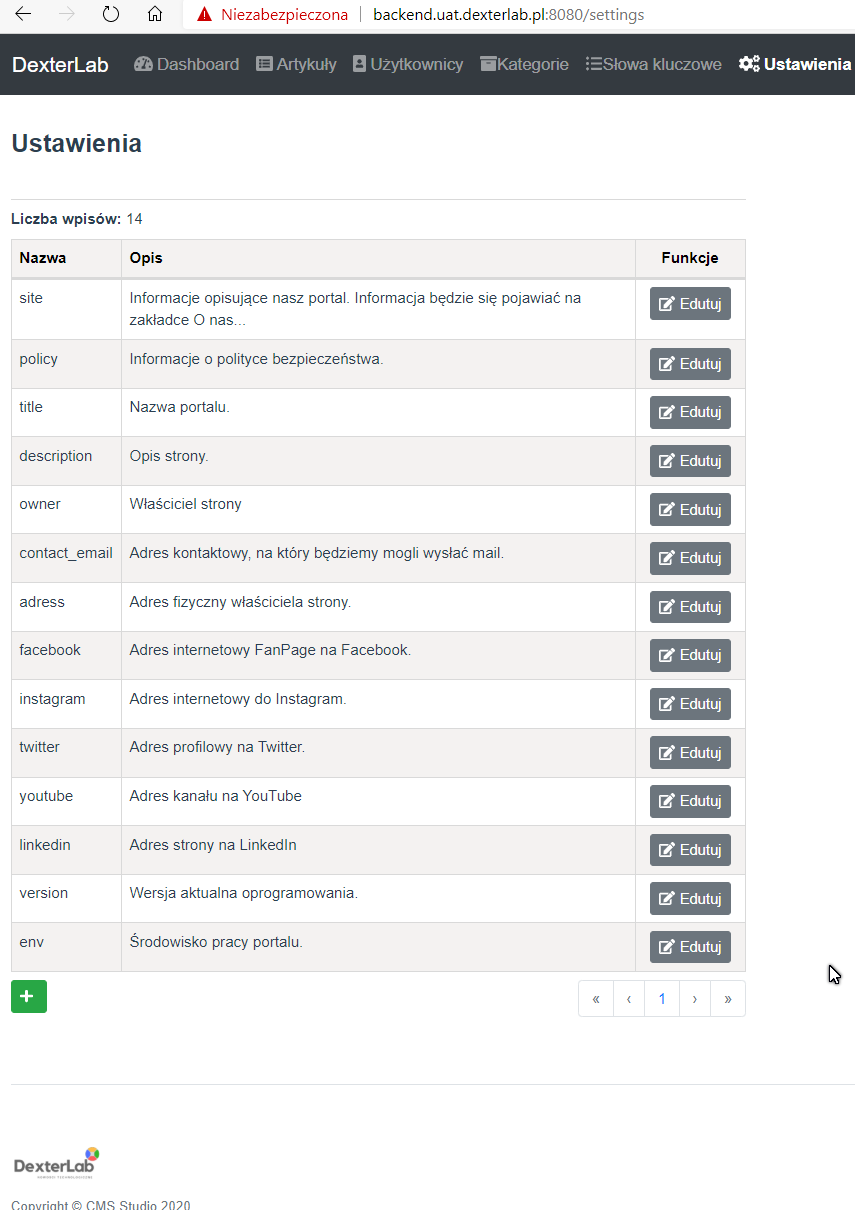 Niezabezpieczona backend.uat.dexterlab.pl:8080/settings
DexterLab Dashboard Artykuły Użytkownicy Kategorie Słowa kluczowe Ustawienia
Ustawienia
Liczba wpisów: 14
Nazwa Opis Funkcje
site Informacje opisujące nasz portal. Informacja będzie się pojawiać na Edutuj
zakładce O nas...
policy Informacje o polityce bezpieczeństwa. Edutuj
title Nazwa portalu. Edutuj
description Opis strony. Edutuj
owner Właściciel strony Edutuj
contact_email Adres kontaktowy, na który będziemy mogli wysłać mail. Edutuj
adress Adres fizyczny właściciela strony. Edutuj
facebook Adres internetowy FanPage na Facebook. Edutuj
instagram Adres internetowy do Instagram. Edutuj
twitter Adres profilowy na Twitter. Edutuj
youtube Adres kanału na YouTube Edutuj
linkedin Adres strony na LinkedIn Edutuj
version Wersja aktualna oprogramowania. Edutuj
env Środowisko pracy portalu. Edutuj
+ « ‹ 1 › »
DexterLab
Copyright © CMS Studio 2020